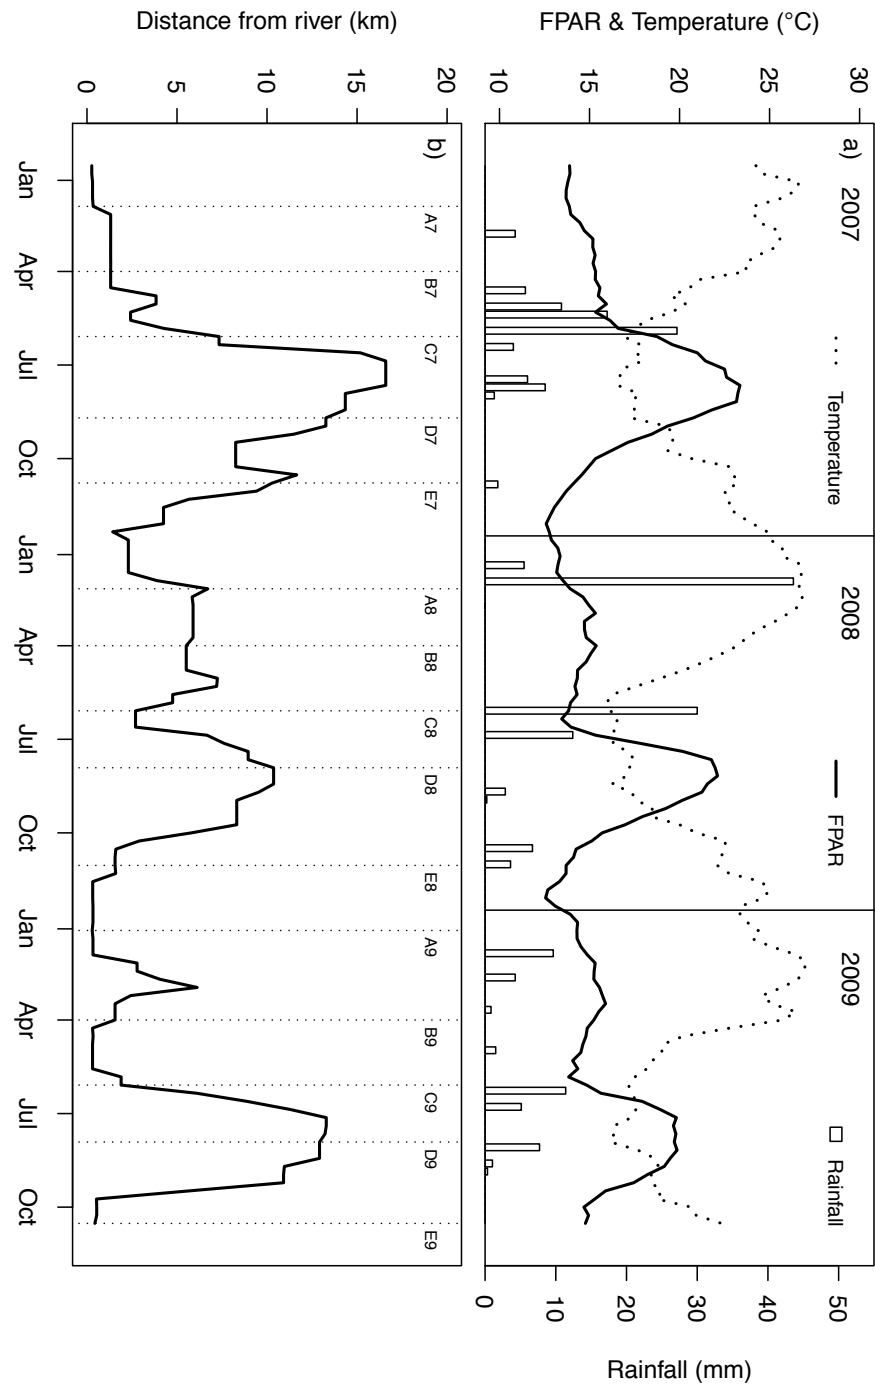 FPAR & Temperature (°C)
10
15
20
25
30
a)
2007
2008
2009
Temperature
FPAR
Rainfall
0
10
20
30
40
50
Rainfall (mm)
Distance from river (km)
0
5
10
15
20
b)
A7
B7
C7
D7
E7
A8
B8
C8
D8
E8
A9
B9
C9
D9
E9
Jan
Apr
Jul
Oct
Jan
Apr
Jul
Oct
Jan
Apr
Jul
Oct